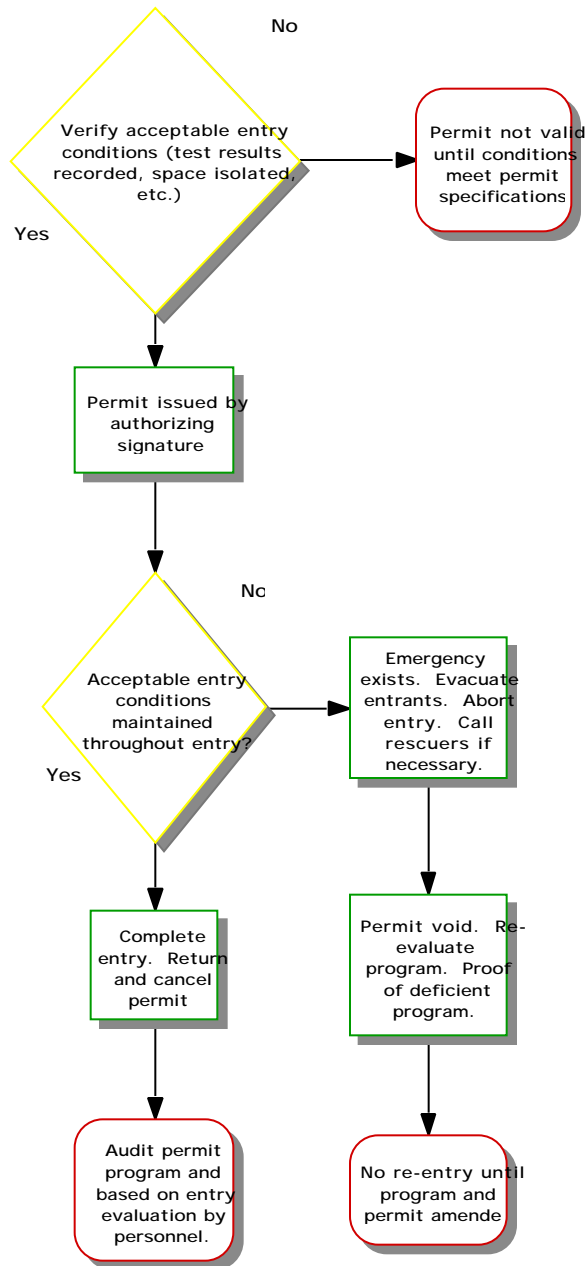 No
Verify acceptable entry
conditions (test results
recorded, space isolated,
etc.)
Permit not valid
until conditions
meet permit
specifications
Yes
Permit issued by
authorizing
signature
No
Acceptable entry
conditions
maintained
throughout entry?
Emergency
exists. Evacuate
entrants. Abort
entry. Call
rescuers if
necessary.
Yes
Complete
entry. Return
and cancel
permit
Permit void. Re-
evaluate
program. Proof
of deficient
program.
Audit permit
program and
based on entry
evaluation by
personnel.
No re-entry until
program and
permit amende